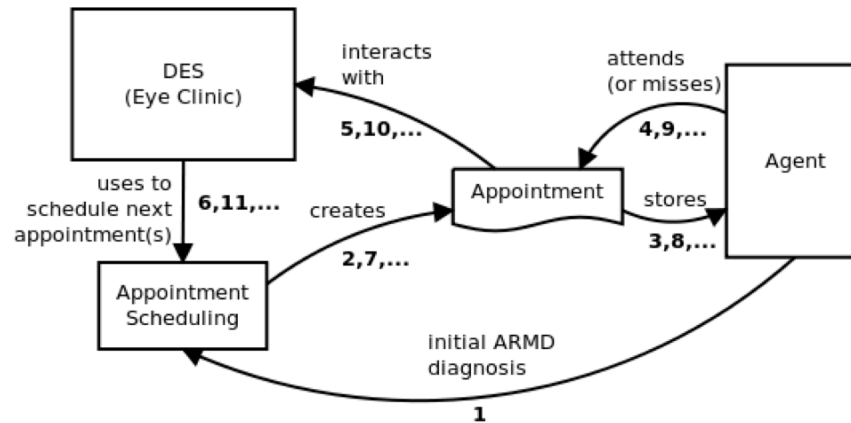 DES
(Eye Clinic)
interacts
with
5,10,...
attends
(or misses)
4,9,...
Agent
Appointment
stores
3,8,...
uses to
schedule next
appointment(s)
6,11,...
creates
2,7,...
Appointment
Scheduling
initial ARMD
diagnosis
1